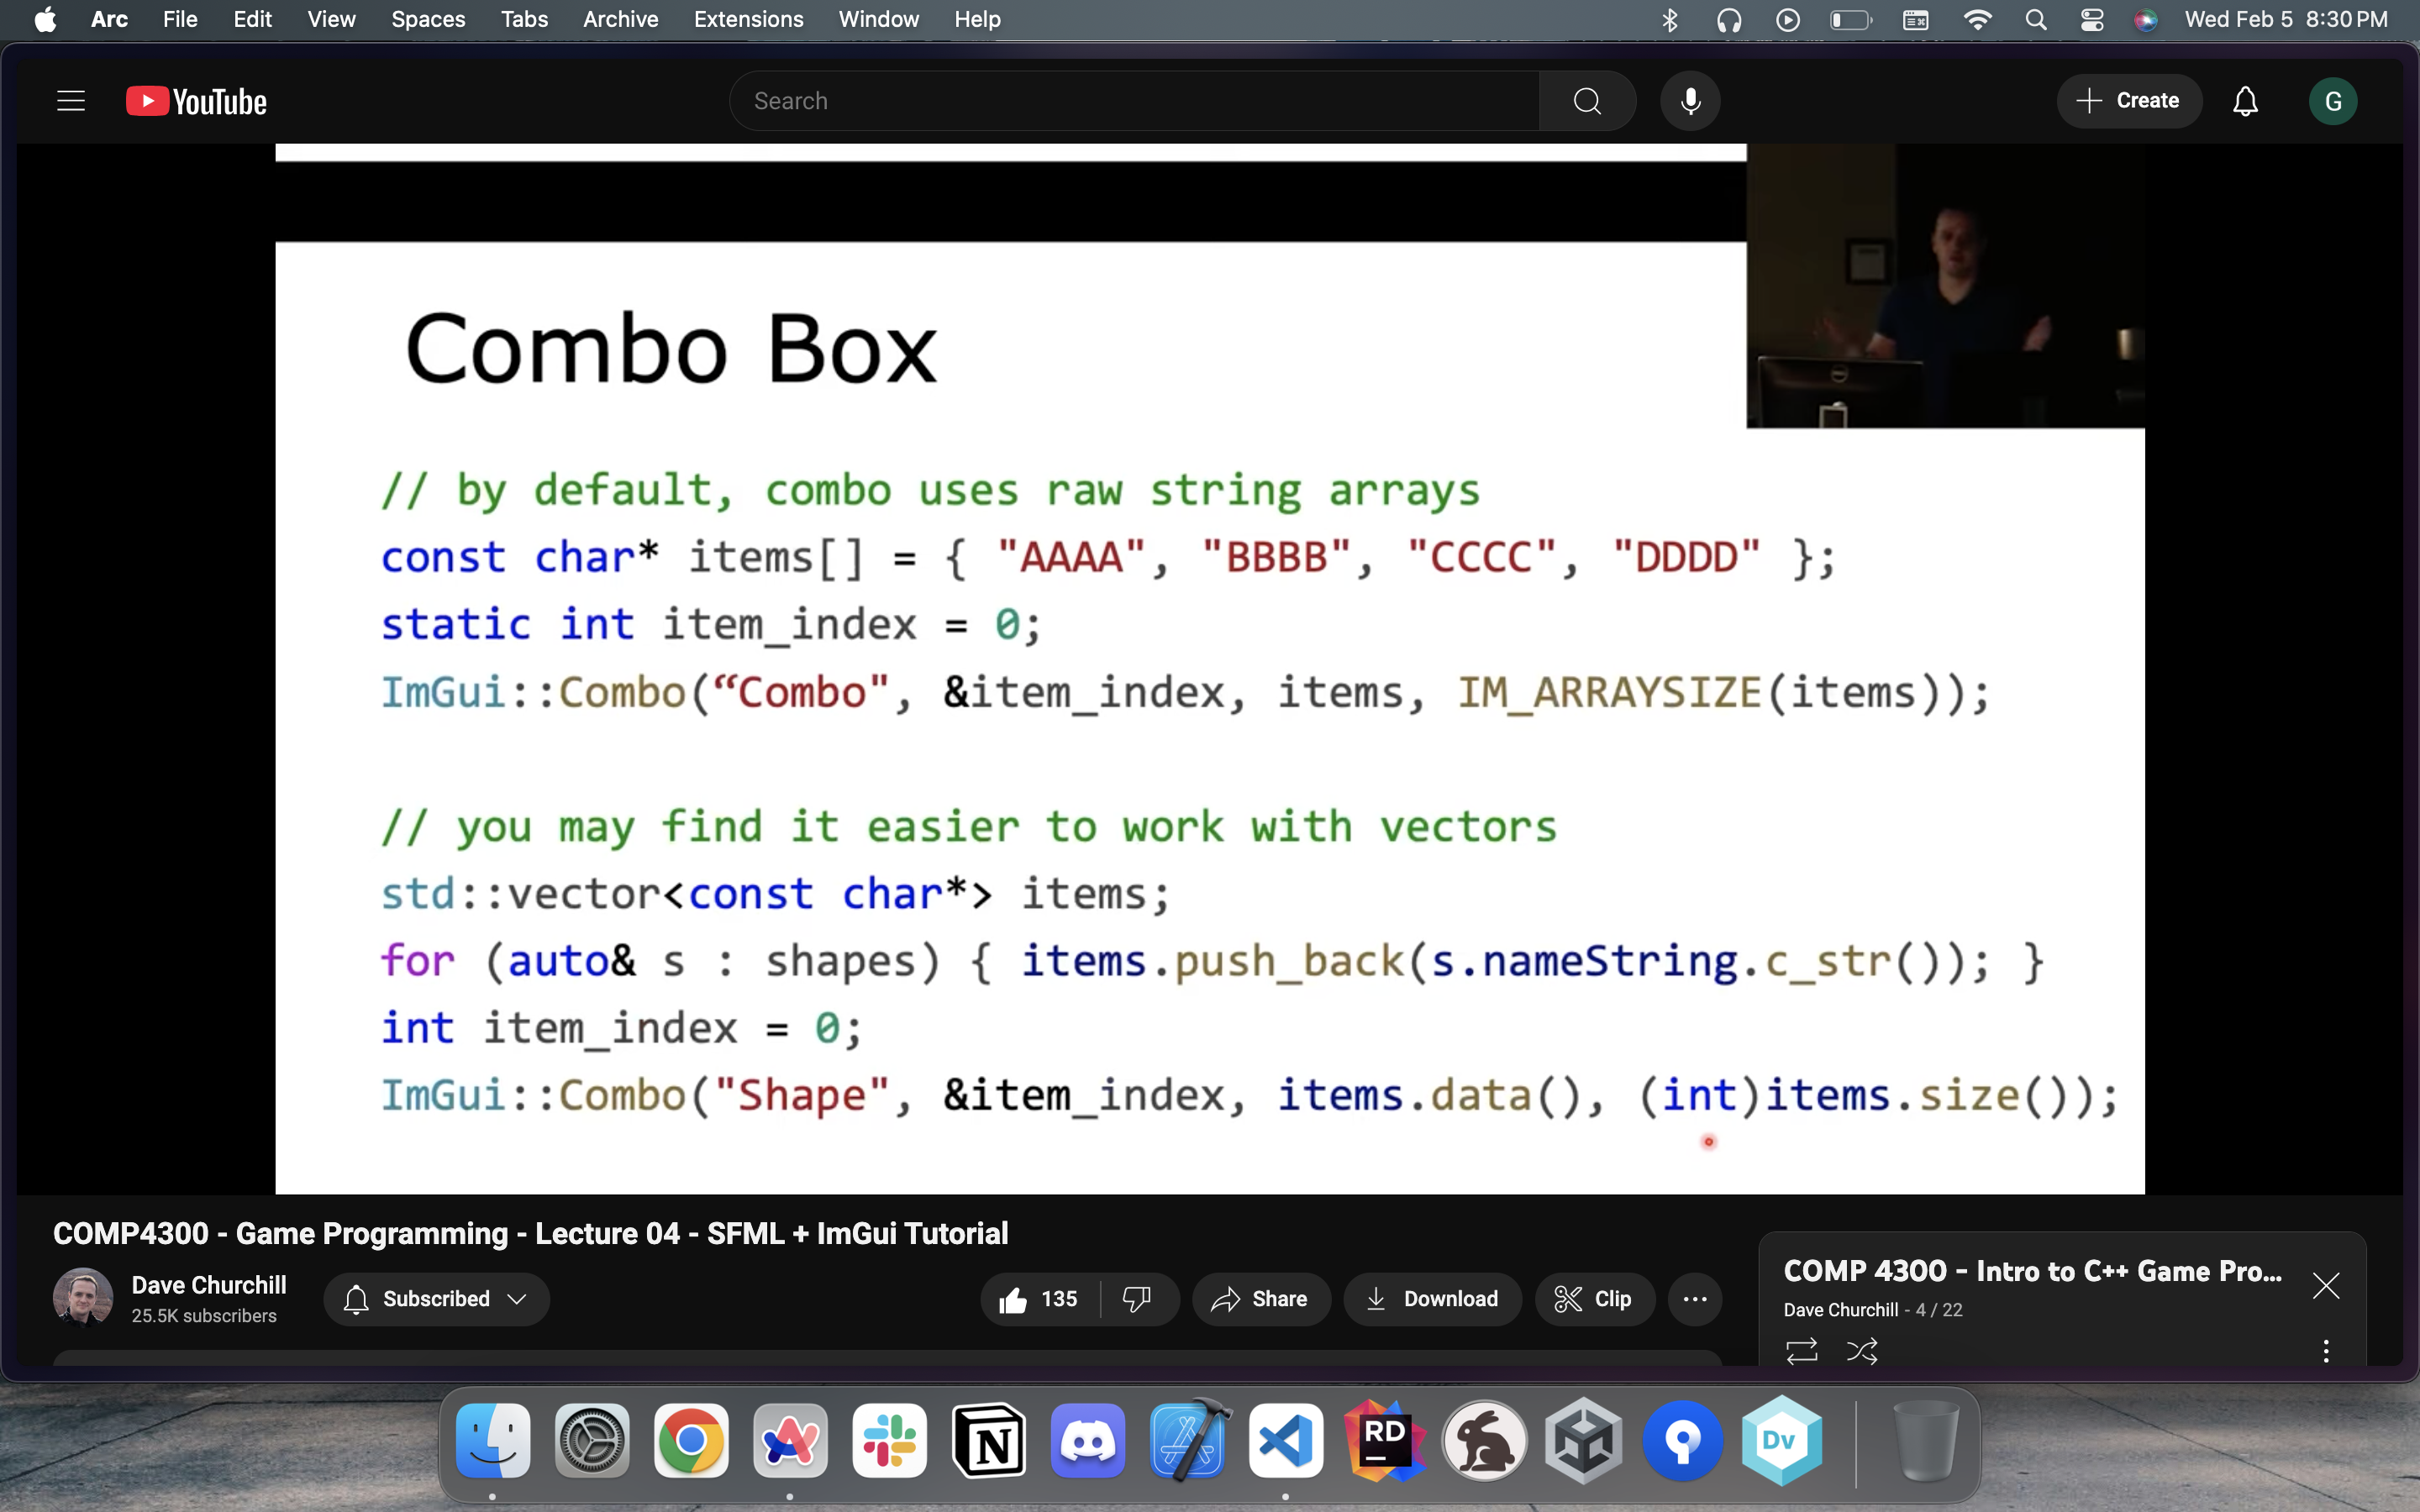 Arc File Edit View Spaces Tabs Archive Extensions Window Help Wed Feb 5 8:30 PM
YouTube Search Create G
Combo Box
// by default, combo uses raw string arrays
const char* items[] = { "AAAA", "BBBB", "CCCC", "DDDD" };
static int item_index = 0;
ImGui::Combo(“Combo", &item_index, items, IM_ARRAYSIZE(items));
// you may find it easier to work with vectors
std::vector<const char*> items;
for (auto& s : shapes) { items.push_back(s.nameString.c_str()); }
int item_index = 0;
ImGui::Combo("Shape", &item_index, items.data(), (int)items.size());
COMP4300 - Game Programming - Lecture 04 - SFML + ImGui Tutorial
Dave Churchill
25.5K subscribers
Subscribed
135
Share
Download
Clip
COMP 4300 - Intro to C++ Game Pro...
Dave Churchill - 4 / 22
N
RD
Dv